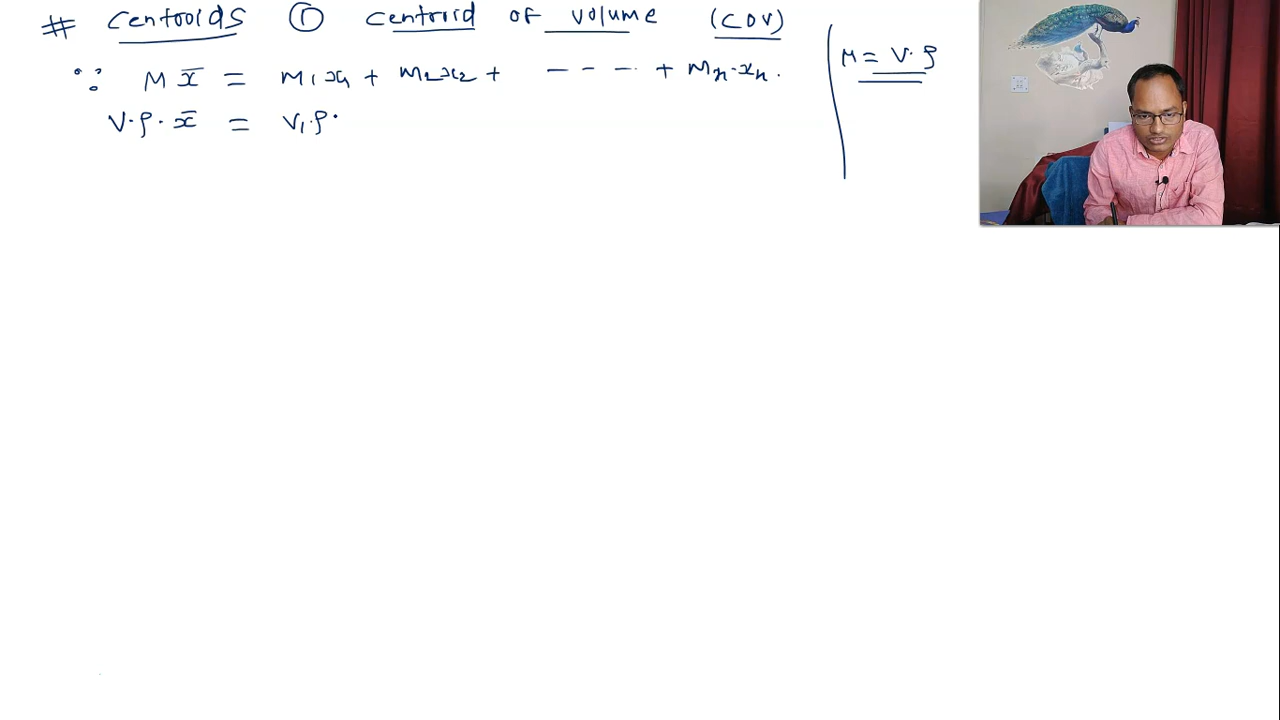 # Centroids ① centroid of volume (COV)
∵ M x̄ = M₁x₁ + M₂x₂ + - - - - + Mₙ·xₙ.
V·ρ·x̄ = V₁·ρ·
M = V·ρ